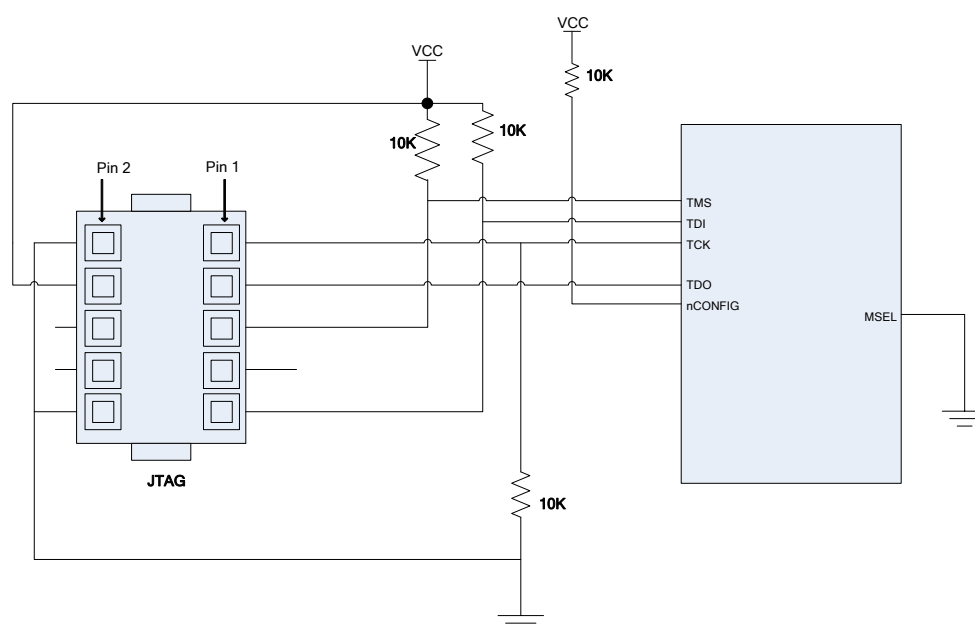 VCC
10K
VCC
10K
10K
Pin 2
Pin 1
TMS
TDI
TCK
TDO
nCONFIG
MSEL
JTAG
10K